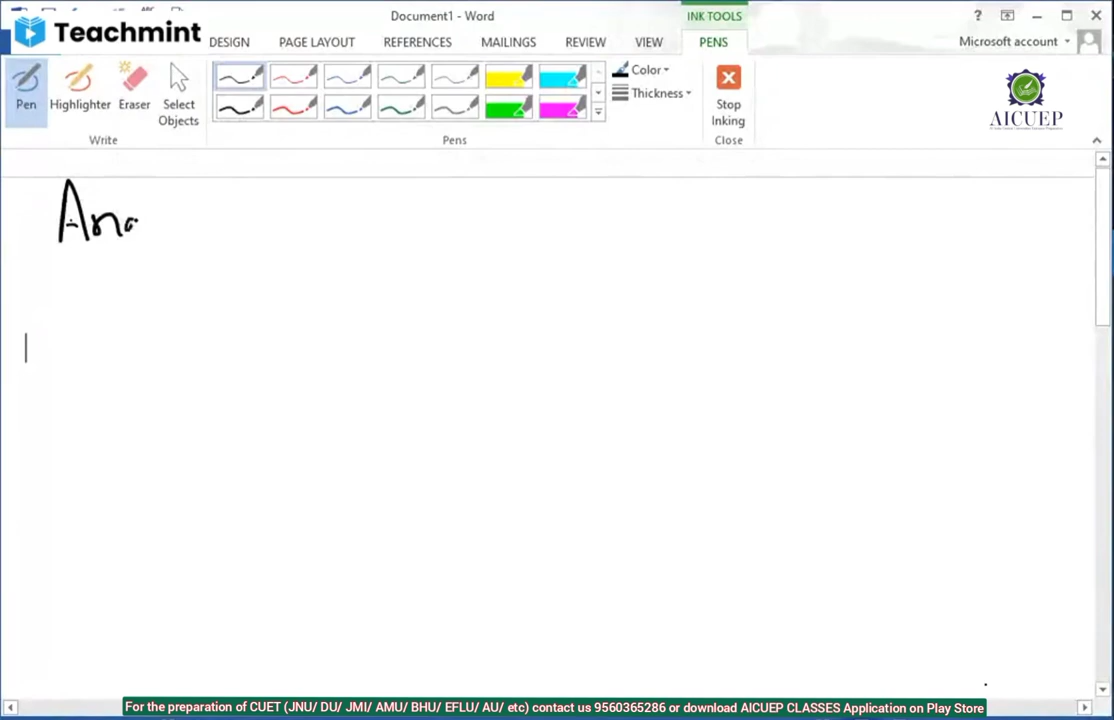 Document1 - Word
INK TOOLS
Teachmint
DESIGN
PAGE LAYOUT
REFERENCES
MAILINGS
REVIEW
VIEW
PENS
Microsoft account
Pen
Highlighter
Eraser
Select Objects
Color
Thickness
Stop Inking
AICUEP
Write
Pens
Close
Ana
For the preparation of CUET (JNU/ DU/ JMI/ AMU/ BHU/ EFLU/ AU/ etc) contact us 9560365286 or download AICUEP CLASSES Application on Play Store